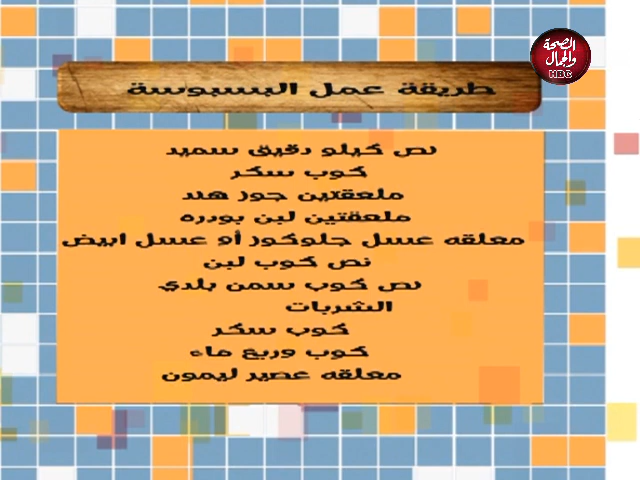 الصحة
والجمال
HBC
طريقة عمل البسبوسة
نص كيلو دقيق سميد
كوب سكر
ملعقتين جوز هند
ملعقتين لبن بودره
معلقه عسل جلوكوز أو عسل ابيض
نص كوب لبن
نص كوب سمن بلدي
الشربات
كوب سكر
كوب وربع ماء
معلقه عصير ليمون